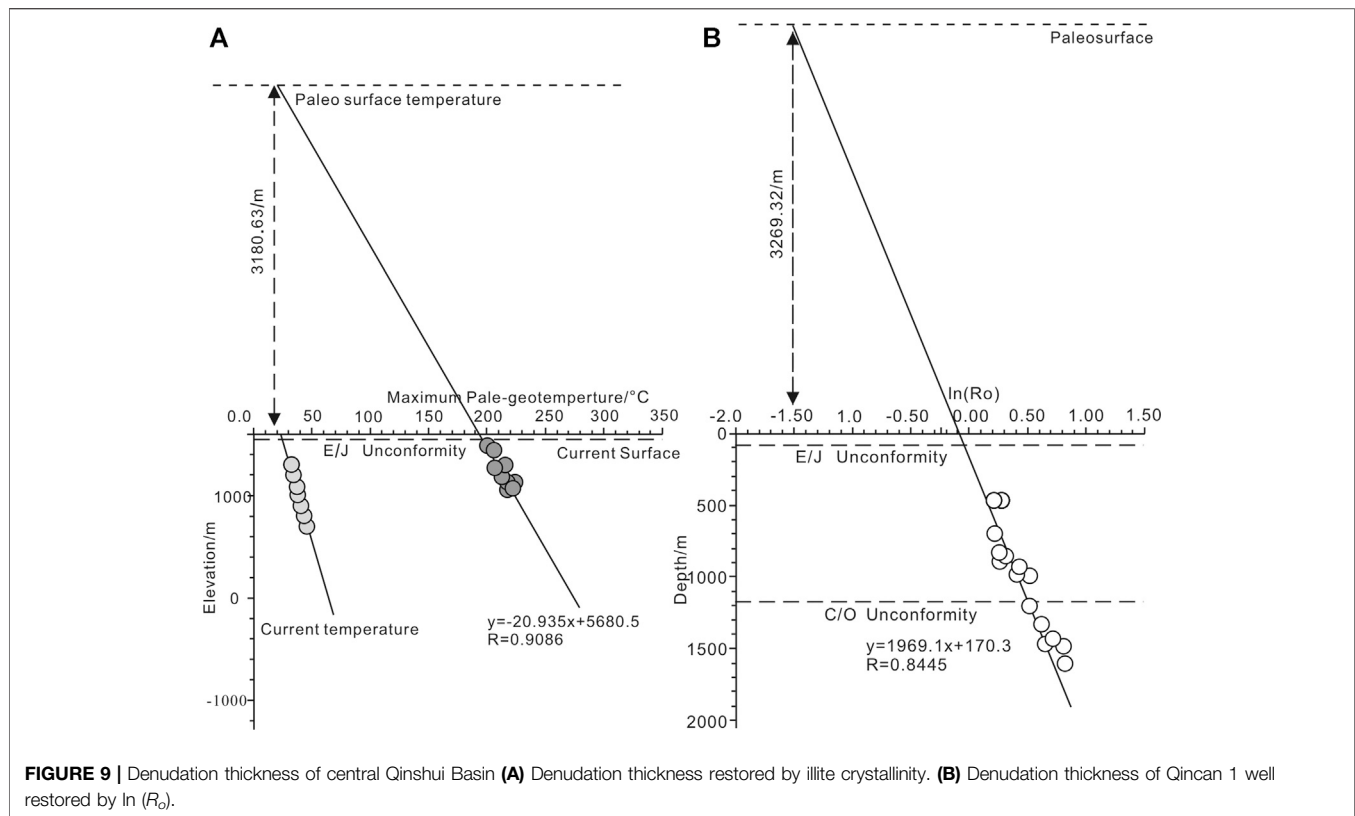 A
Paleo surface temperature
3180.63/m
Maximum Pale-geotemperture/°C
0.0 50 100 150 200 250 300 350
E/J Unconformity
Current Surface
1000
0
-1000
Elevation/m
Current temperature
y=-20.935x+5680.5
R=0.9086
B
Paleosurface
3269.32/m
ln(Ro)
-2.0 -1.50 1.0 -0.50 0.00 0.50 1.00 1.50
0
E/J Unconformity
500
1000
Depth/m
C/O Unconformity
y=1969.1x+170.3
R=0.8445
1500
2000
FIGURE 9 | Denudation thickness of central Qinshui Basin (A) Denudation thickness restored by illite crystallinity. (B) Denudation thickness of Qincan 1 well
restored by ln (Ro).